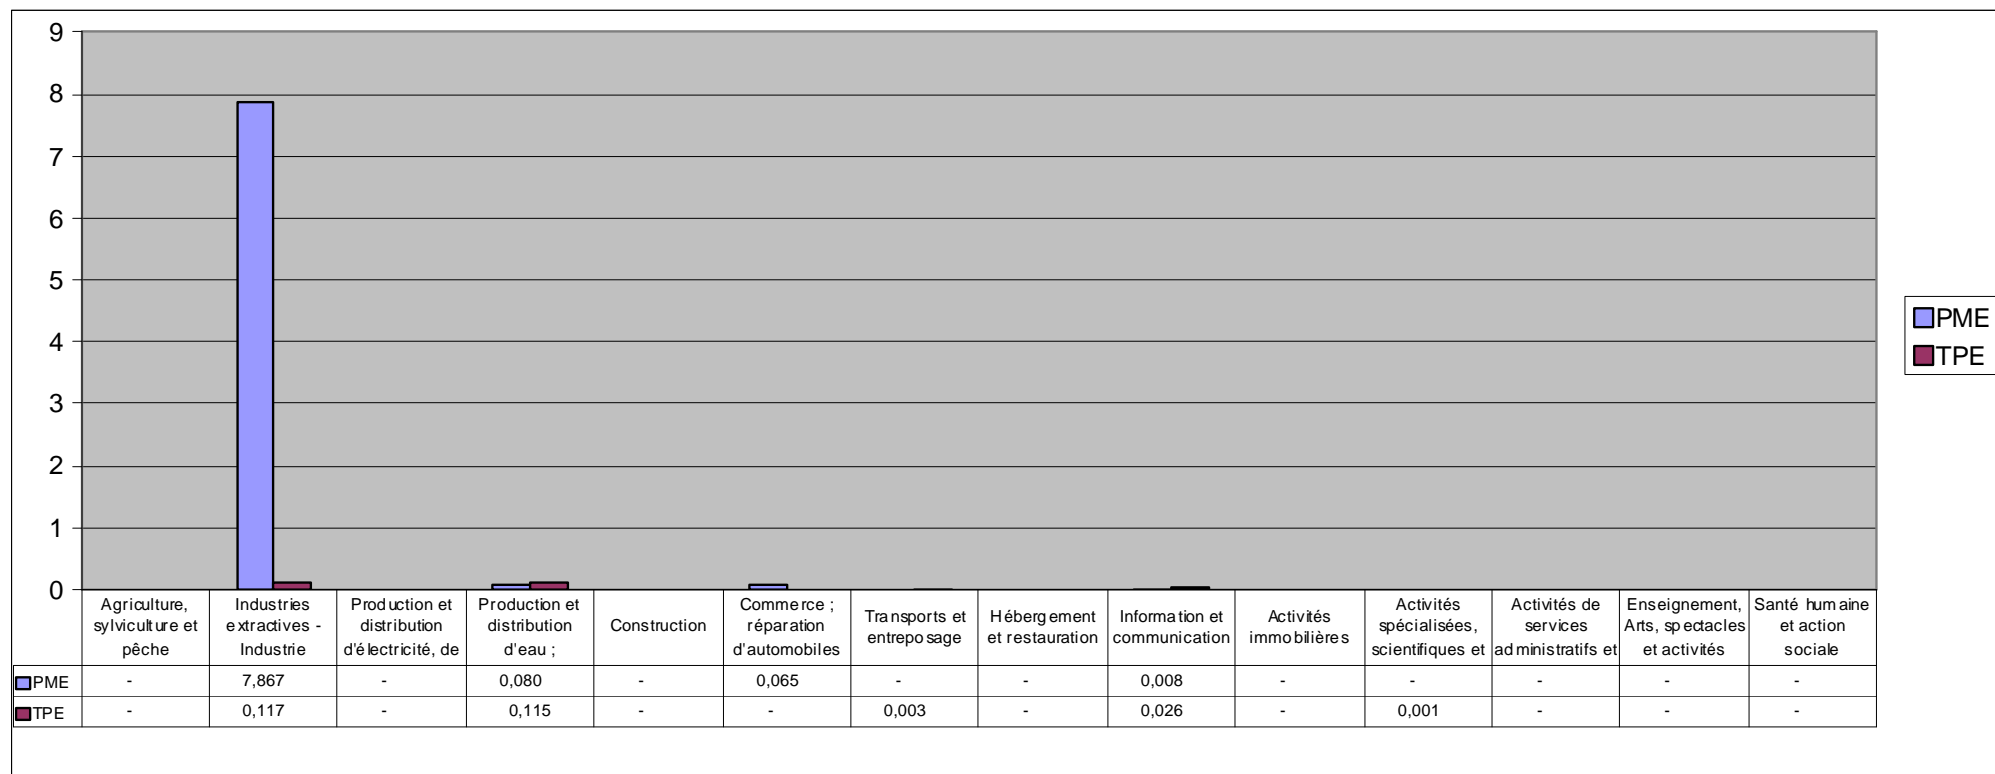 9
8
7
6
5
4
3
2
1
0
PME
TPE
Agriculture,
sylviculture et
pêche
Industries
extractives -
Industrie
Production et
distribution
d'électricité, de
Production et
distribution
d'eau ;
Construction
Commerce ;
réparation
d'automobiles
Transports et
entreposage
Hébergement
et restauration
Information et
communication
Activités
immobilières
Activités
spécialisées,
scientifiques et
Activités de
services
administratifs et
Enseignement,
Arts, spectacles
et activités
Santé humaine
et action
sociale
PME - 7,867 - 0,080 - 0,065 - - 0,008 - - - - -
TPE - 0,117 - 0,115 - - 0,003 - 0,026 - 0,001 - - -